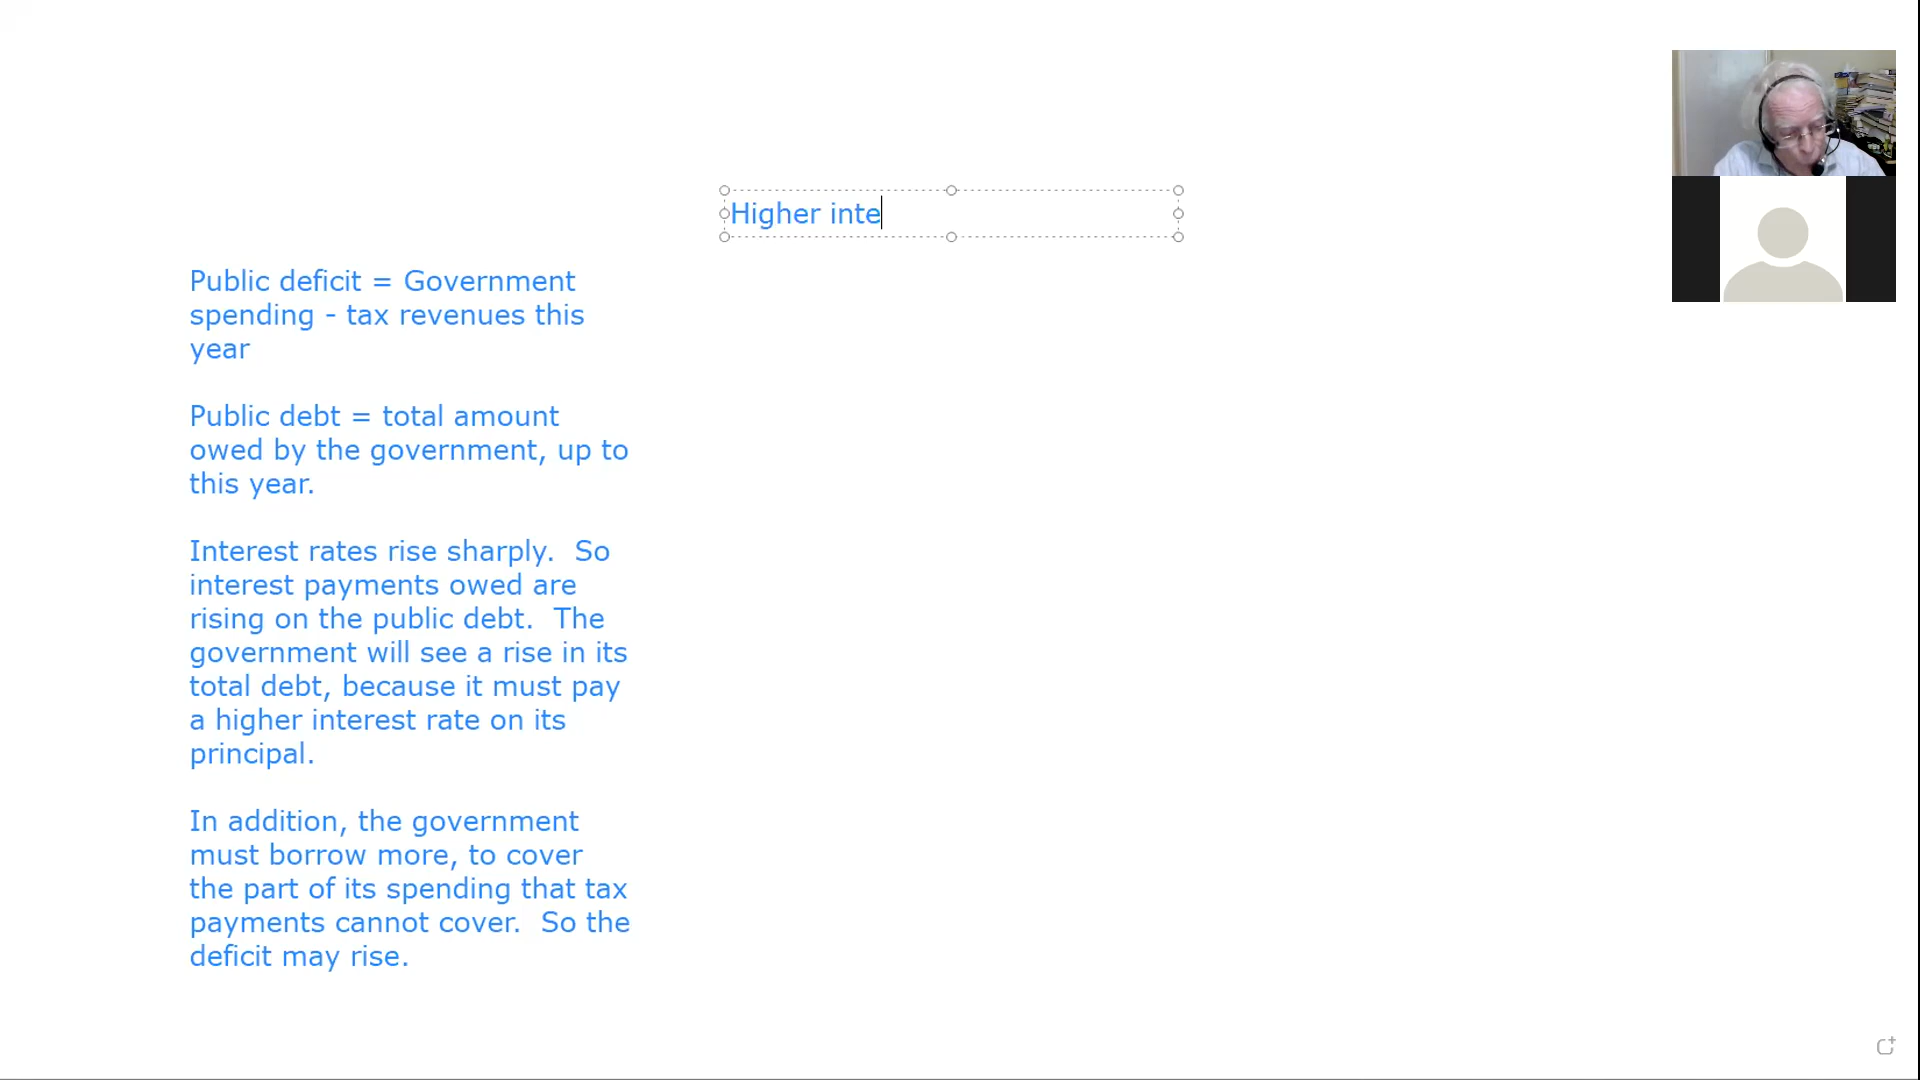 Higher inte
Public deficit = Government
spending - tax revenues this
year
Public debt = total amount
owed by the government, up to
this year.
Interest rates rise sharply.  So
interest payments owed are
rising on the public debt.  The
government will see a rise in its
total debt, because it must pay
a higher interest rate on its
principal.
In addition, the government
must borrow more, to cover
the part of its spending that tax
payments cannot cover.  So the
deficit may rise.